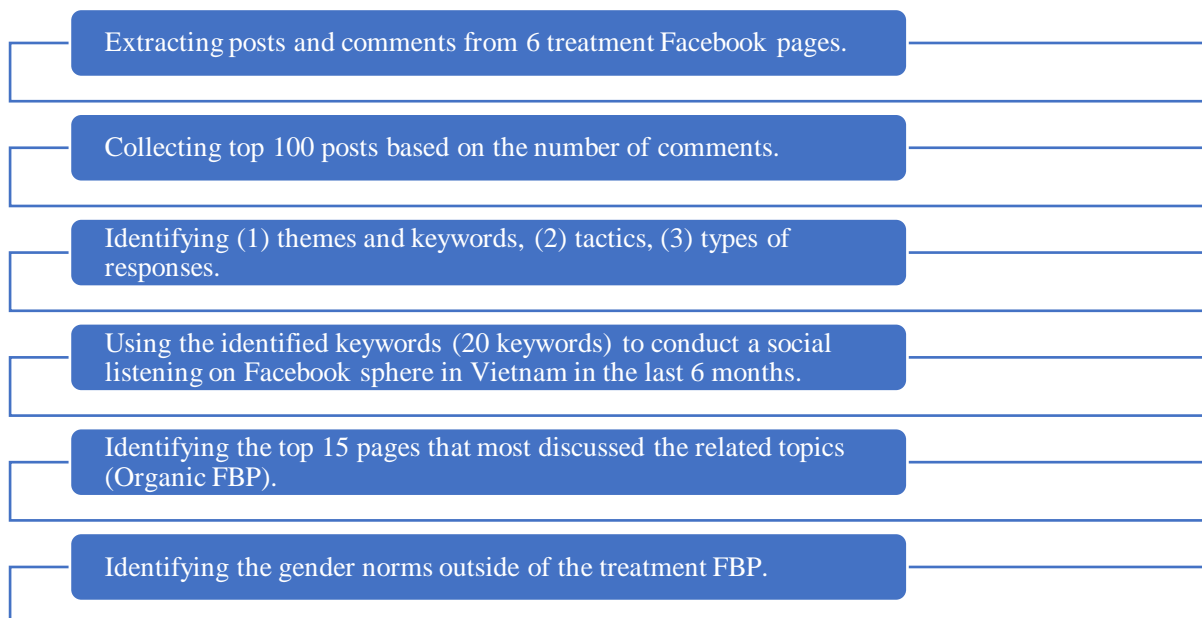 Extracting posts and comments from 6 treatment Facebook pages.
Collecting top 100 posts based on the number of comments.
Identifying (1) themes and keywords, (2) tactics, (3) types of
responses.
Using the identified keywords (20 keywords) to conduct a social
listening on Facebook sphere in Vietnam in the last 6 months.
Identifying the top 15 pages that most discussed the related topics
(Organic FBP).
Identifying the gender norms outside of the treatment FBP.